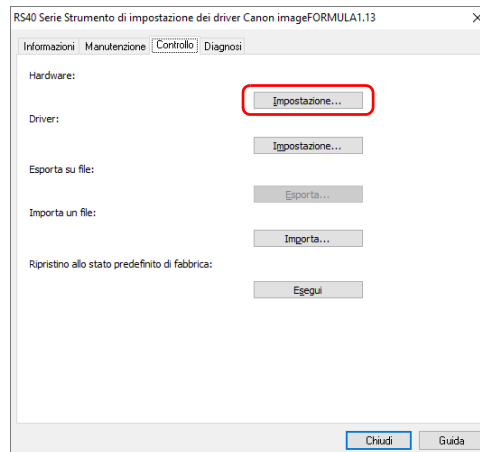 RS40 Serie Strumento di impostazione dei driver Canon imageFORMULA1.13
Informazioni Manutenzione Controllo Diagnosi
Hardware:
Impostazione...
Driver:
Impostazione...
Esporta su file:
Esporta...
Importa un file:
Importa...
Ripristino allo stato predefinito di fabbrica:
Esegui
Chiudi Guida